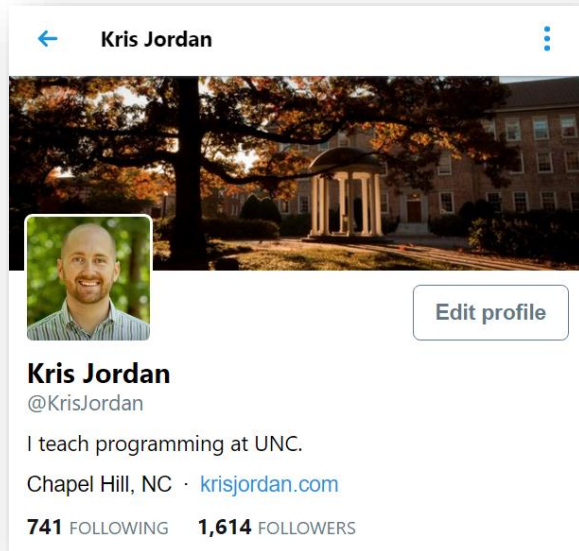 Kris Jordan
Edit profile
Kris Jordan
@KrisJordan
I teach programming at UNC.
Chapel Hill, NC · krisjordan.com
741 FOLLOWING 1,614 FOLLOWERS